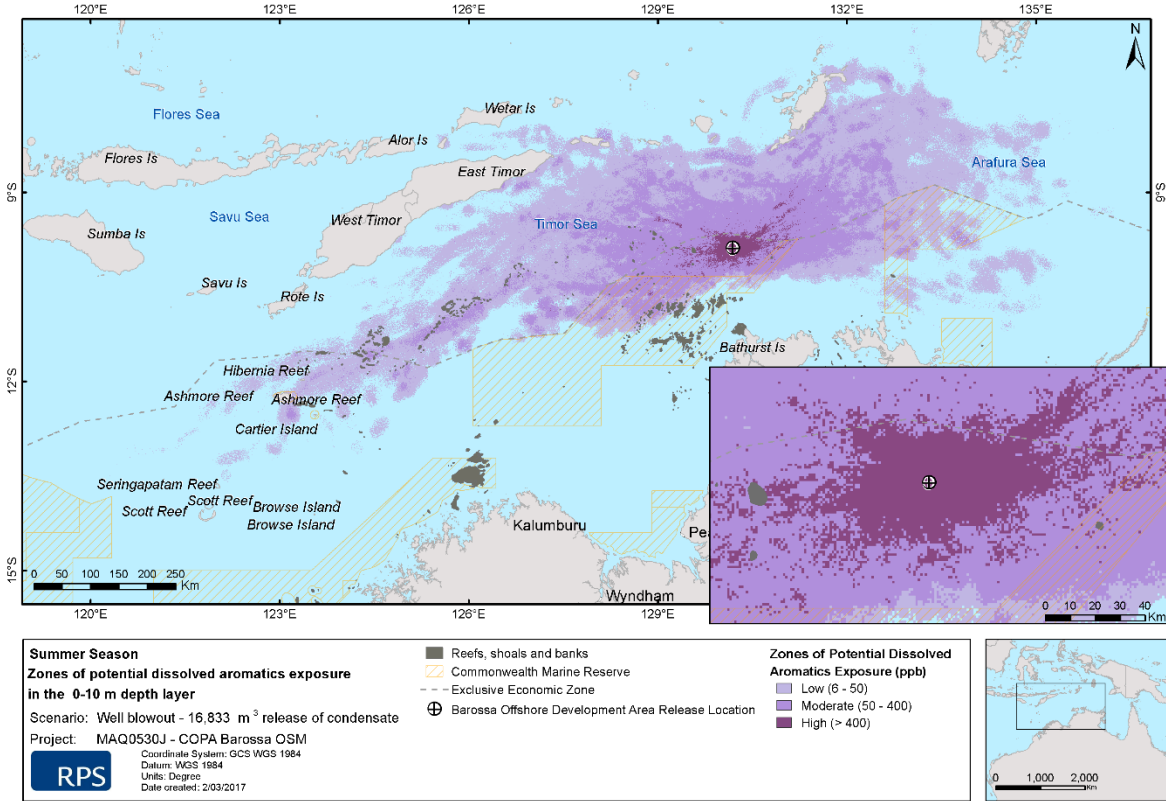 120°E 123°E 126°E 129°E 132°E 135°E
N
Flores Sea
Wetar Is
Alor Is
Flores Is
East Timor
Arafura Sea
9°S 9°S
Savu Sea
West Timor
Timor Sea
Sumba Is
Savu Is
Rote Is
Bathurst Is
Hibernia Reef
12°S
Ashmore Reef Ashmore Reef
Cartier Island
Seringapatam Reef
Scott Reef
Scott Reef
Browse Island
Browse Island
Kalumburu
Pea
15°S
0 50 100 150 200 250
Km
Wyndham
0 10 20 30 40
Km
120°E 123°E 126°E 129°E
Summer Season
Zones of potential dissolved aromatics exposure
in the 0-10 m depth layer
Scenario: Well blowout - 16,833 m³ release of condensate
Project: MAQ0530J - COPA Barossa OSM
RPS
Coordinate System: GCS WGS 1984
Datum: WGS 1984
Units: Degree
Date created: 2/03/2017
Reefs, shoals and banks
Commonwealth Marine Reserve
Exclusive Economic Zone
Barossa Offshore Development Area Release Location
Zones of Potential Dissolved
Aromatics Exposure (ppb)
Low (6 - 50)
Moderate (50 - 400)
High (> 400)
0 1,000 2,000
Km